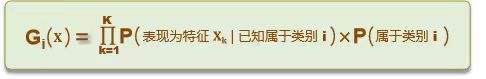 Gᵢ(x) = ∏ₖ₌₁ᴷ P(表现为特征 Xₖ | 已知属于类别 i)×P(属于类别 i)